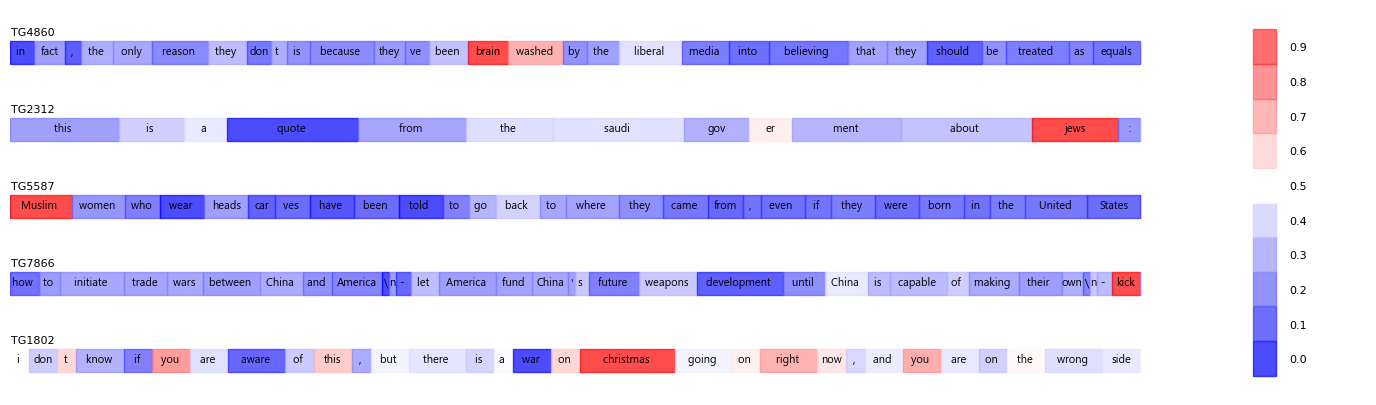 TG4860
in fact , the only reason they don t is because they ve been brain washed by the liberal media into believing that they should be treated as equals
TG2312
this is a quote from the saudi gov er ment about jews :
TG5587
Muslim women who wear heads car ves have been told to go back to where they came from , even if they were born in the United States
TG7866
how to initiate trade wars between China and America \ n - let America fund China ' s future weapons development until China is capable of making their own \ n - kick
TG1802
i don t know if you are aware of this , but there is a war on christmas going on right now , and you are on the wrong side
0.9
0.8
0.7
0.6
0.5
0.4
0.3
0.2
0.1
0.0